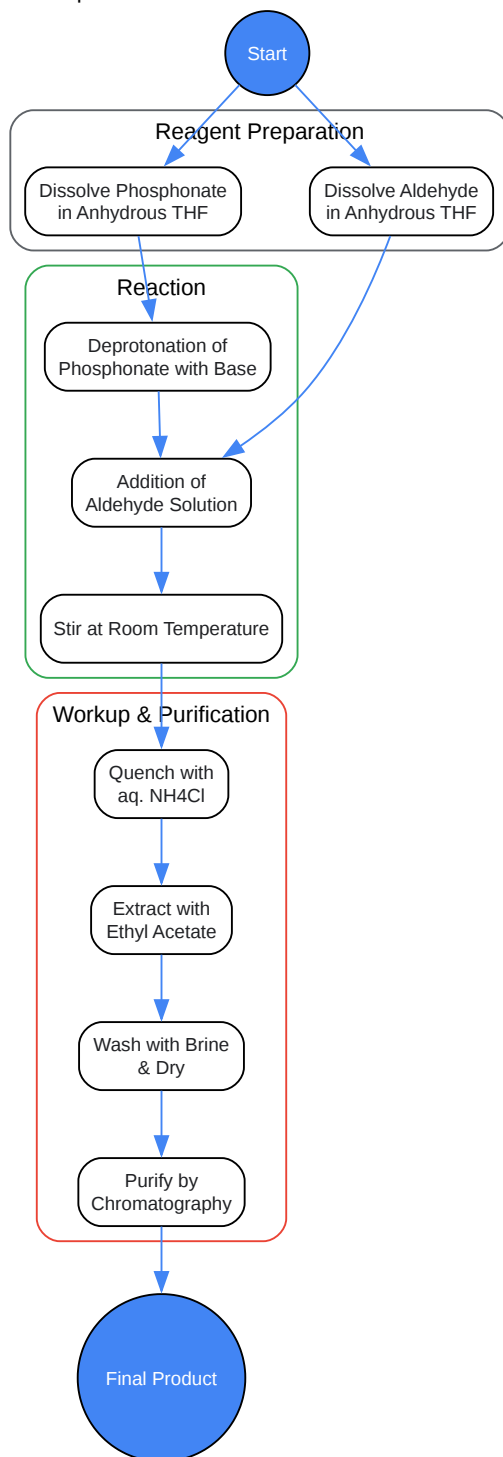 Start
Reagent Preparation
Dissolve Phosphonate
in Anhydrous THF
Dissolve Aldehyde
in Anhydrous THF
Reaction
Deprotonation of
Phosphonate with Base
Addition of
Aldehyde Solution
Stir at Room Temperature
Workup & Purification
Quench with
aq. NH4Cl
Extract with
Ethyl Acetate
Wash with Brine
& Dry
Purify by
Chromatography
Final Product